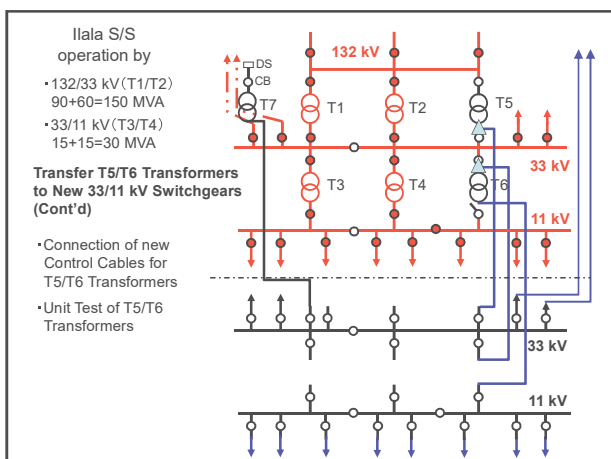 Ilala S/S
operation by
・132/33 kV(T1/T2)
90+60=150 MVA
・33/11 kV(T3/T4)
15+15=30 MVA
Transfer T5/T6 Transformers
to New 33/11 kV Switchgears
(Cont’d)
・Connection of new
Control Cables for
T5/T6 Transformers
・Unit Test of T5/T6
Transformers
132 kV
DS
CB
T7
T1
T2
T5
33 kV
T3
T4
T6
11 kV
33 kV
11 kV